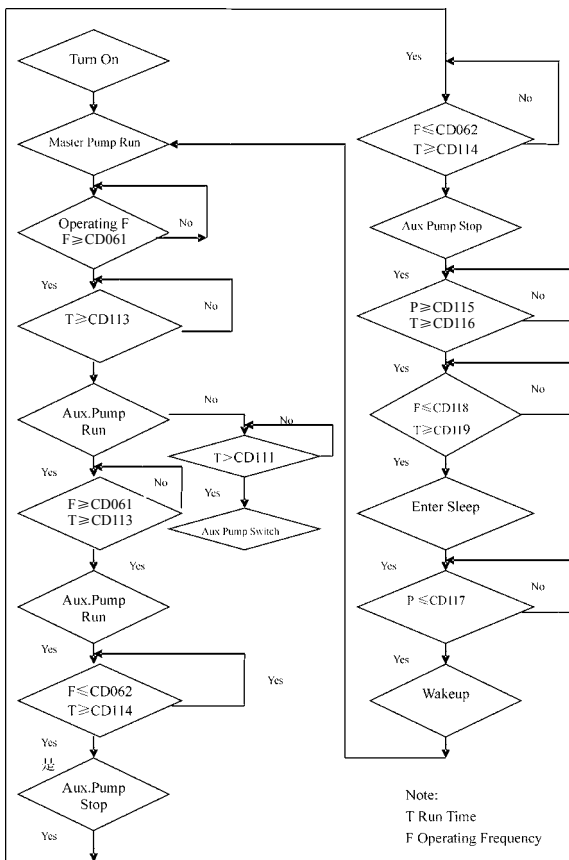 Turn On
Master Pump Run
Operating F
F≥CD061
No
Yes
T≥CD113
No
Aux.Pump
Run
No
No
T>CD111
Yes
Aux Pump Switch
Yes
No
F≥CD061
T≥CD113
Yes
Aux.Pump
Run
Yes
Yes
F≤CD062
T≥CD114
Yes
是
Aux.Pump
Stop
Yes
Yes
No
F≤CD062
T≥CD114
Aux Pump Stop
Yes
No
P≥CD115
T≥CD116
Yes
No
F≤CD118
T≥CD119
Yes
Enter Sleep
Yes
No
P≤CD117
Yes
Wakeup
Note:
T Run Time
F Operating Frequency